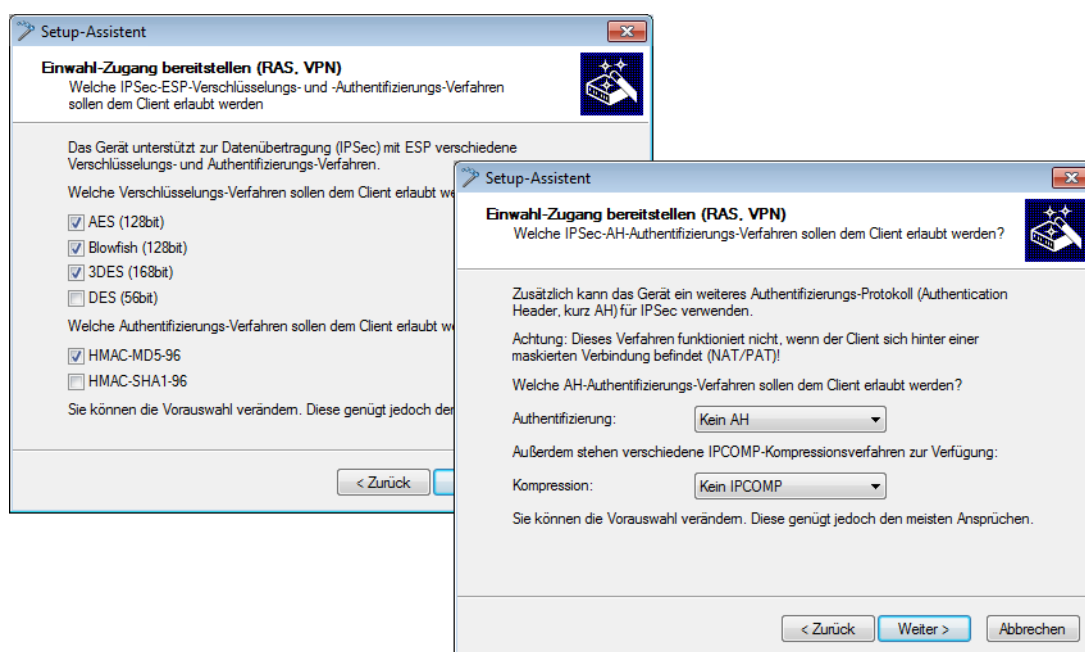 Setup-Assistent
Einwahl-Zugang bereitstellen (RAS, VPN)
Welche IPSec-ESP-Verschlüsselungs- und -Authentifizierungs-Verfahren
sollen dem Client erlaubt werden
Das Gerät unterstützt zur Datenübertragung (IPSec) mit ESP verschiedene
Verschlüsselungs- und Authentifizierungs-Verfahren.
Welche Verschlüsselungs-Verfahren sollen dem Client erlaubt we
AES (128bit)
Blowfish (128bit)
3DES (168bit)
DES (56bit)
Welche Authentifizierungs-Verfahren sollen dem Client erlaubt w
HMAC-MD5-96
HMAC-SHA1-96
Sie können die Vorauswahl verändern. Diese genügt jedoch de
< Zurück
Setup-Assistent
Einwahl-Zugang bereitstellen (RAS, VPN)
Welche IPSec-AH-Authentifizierungs-Verfahren sollen dem Client erlaubt werden?
Zusätzlich kann das Gerät ein weiteres Authentifizierungs-Protokoll (Authentication
Header, kurz AH) für IPSec verwenden.
Achtung: Dieses Verfahren funktioniert nicht, wenn der Client sich hinter einer
maskierten Verbindung befindet (NAT/PAT)!
Welche AH-Authentifizierungs-Verfahren sollen dem Client erlaubt werden?
Authentifizierung: Kein AH
Außerdem stehen verschiedene IPCOMP-Kompressionsverfahren zur Verfügung:
Kompression: Kein IPCOMP
Sie können die Vorauswahl verändern. Diese genügt jedoch den meisten Ansprüchen.
< Zurück Weiter > Abbrechen